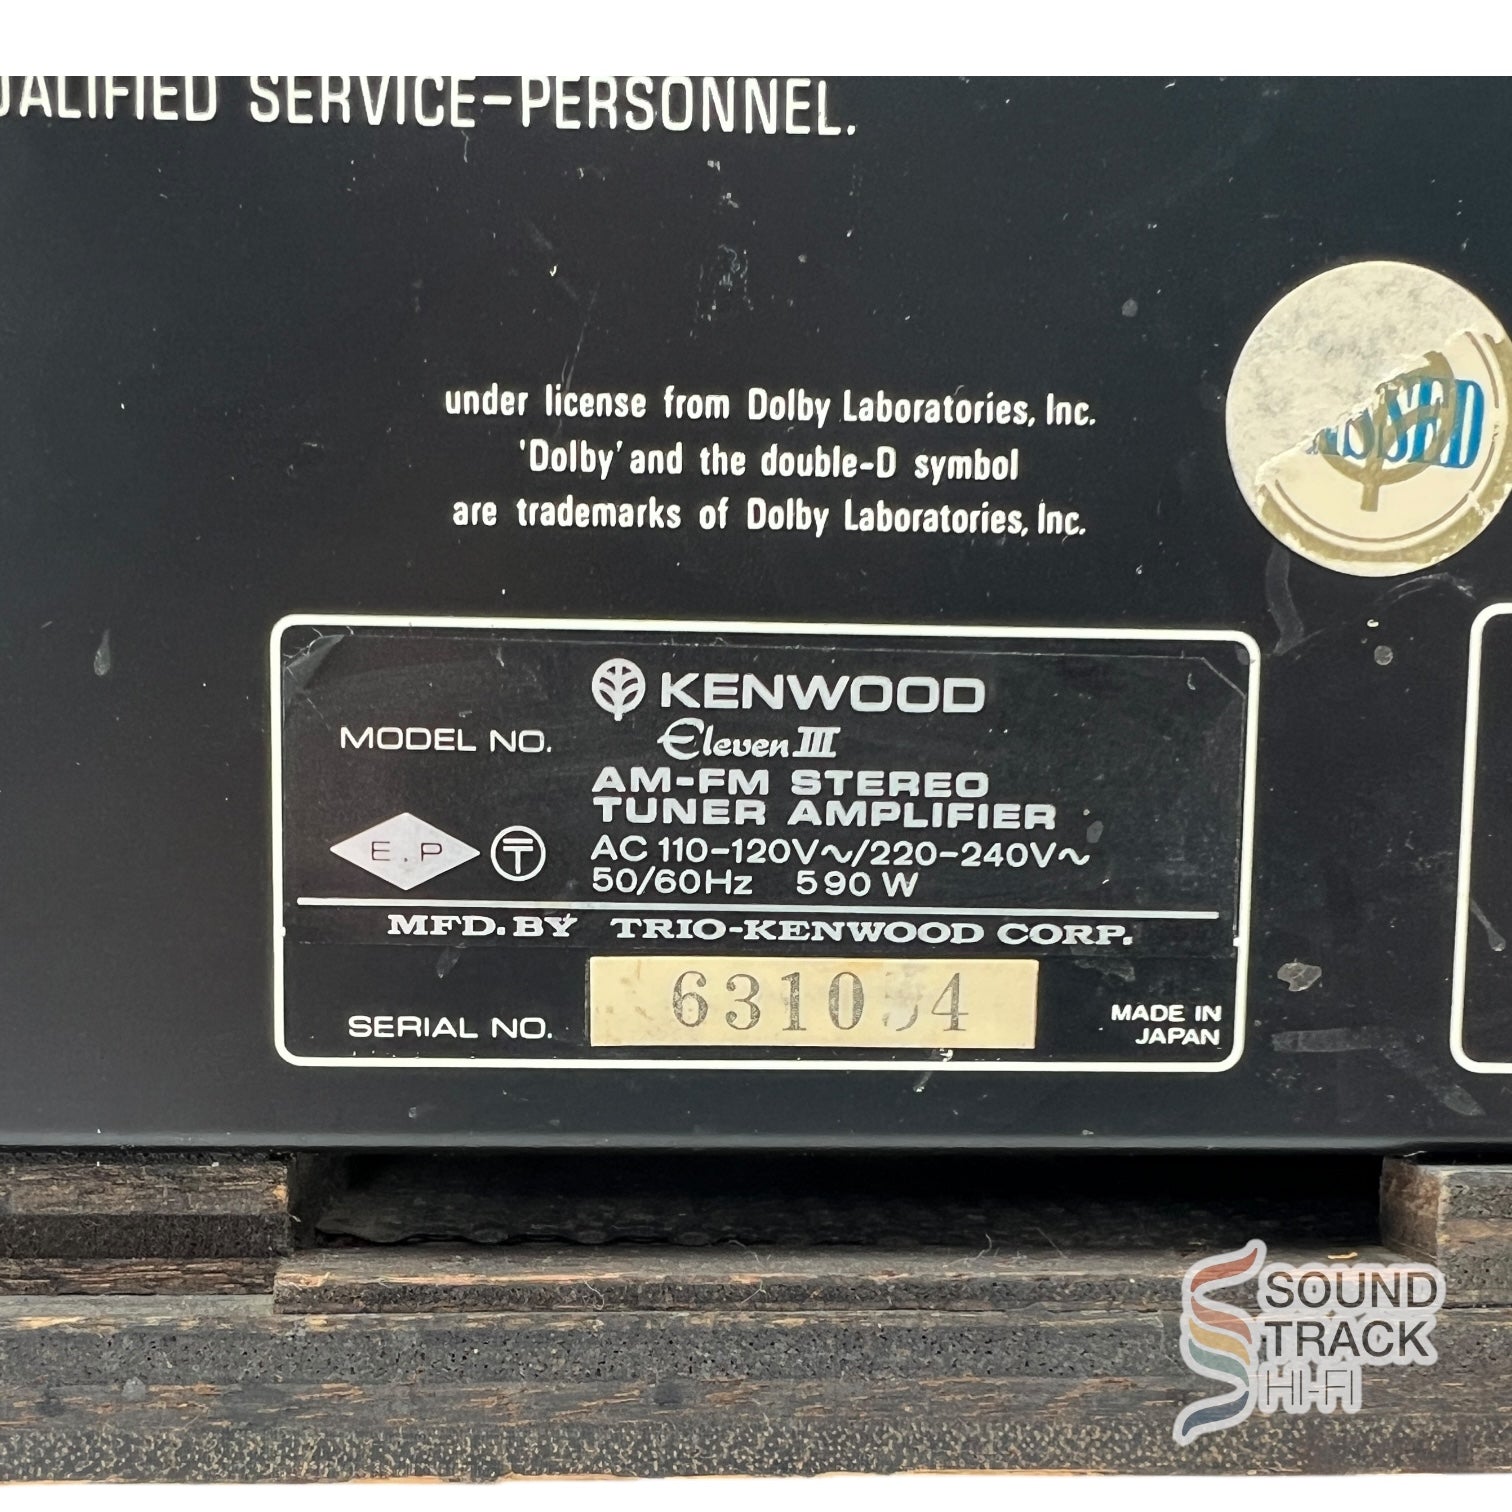 QUALIFIED SERVICE-PERSONNEL.
under license from Dolby Laboratories, Inc.
'Dolby' and the double-D symbol
are trademarks of Dolby Laboratories, Inc.
KENWOOD
MODEL NO. Eleven III
AM-FM STEREO
TUNER AMPLIFIER
E.P
AC 110-120V~/220-240V~
50/60Hz 590 W
MFD. BY TRIO-KENWOOD CORP.
SERIAL NO.
MADE IN
JAPAN
SOUND
TRACK
HI-FI